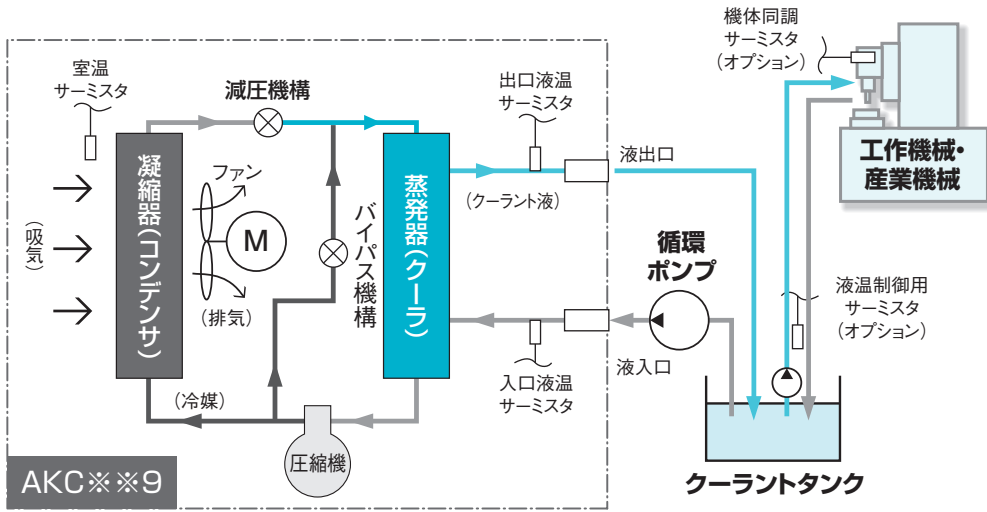 室温
サーミスタ
減圧機構
出口液温
サーミスタ
機体同調
サーミスタ
(オプション)
工作機械・
産業機械
液出口
(クーラント液)
ファン
(吸気)
凝縮器(コンデンサ)
M
バイパス機構
蒸発器(クーラ)
(排気)
循環
ポンプ
液温制御用
サーミスタ
(オプション)
液入口
入口液温
サーミスタ
(冷媒)
圧縮機
AKC※※9
クーラントタンク